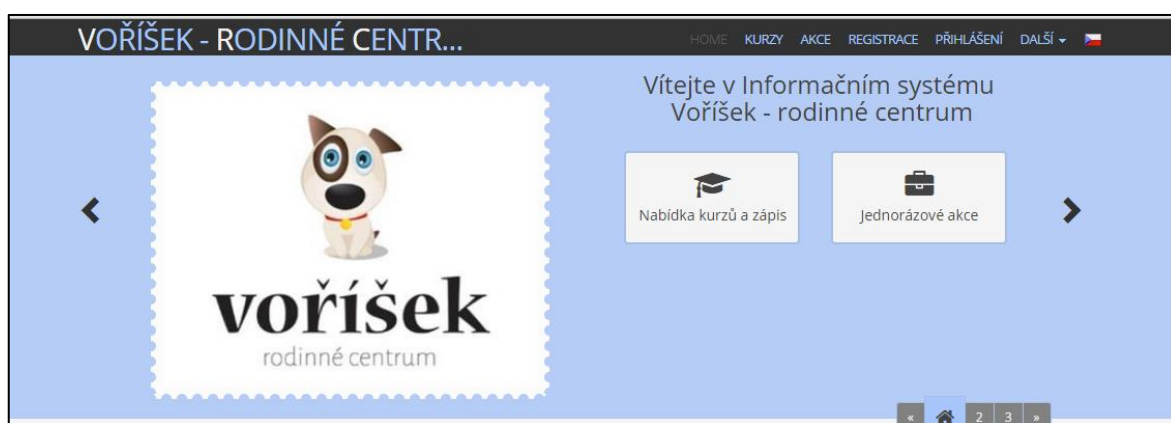 VOŘÍŠEK - RODINNÉ CENTR...
HOME KURZY AKCE REGISTRACE PŘIHLÁŠENÍ DALŠÍ
Vítejte v Informačním systému
Voříšek - rodinné centrum
Nabídka kurzů a zápis
Jednorázové akce
voříšek
rodinné centrum
« 2 3 »